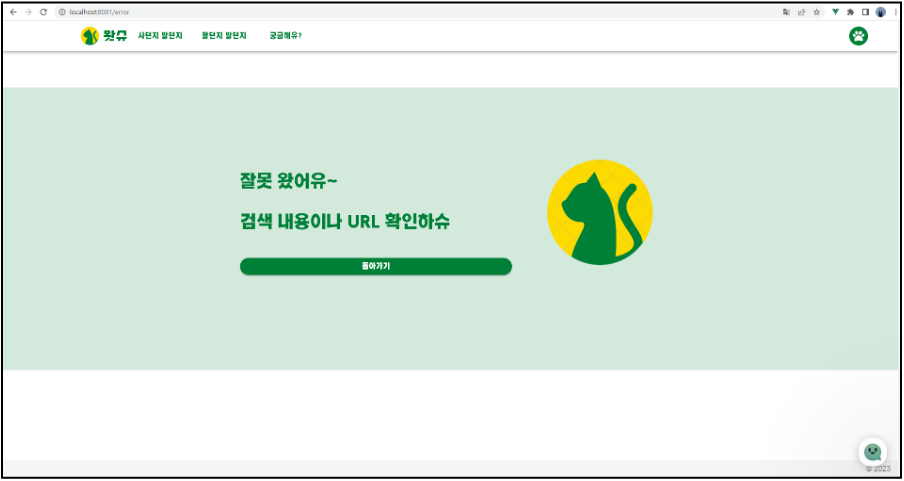 localhost:8081/error
왓슈 사던지 말던지 팔던지 말던지 궁금해유?
잘못 왔어유~
검색 내용이나 URL 확인하슈
돌아가기
© 2023